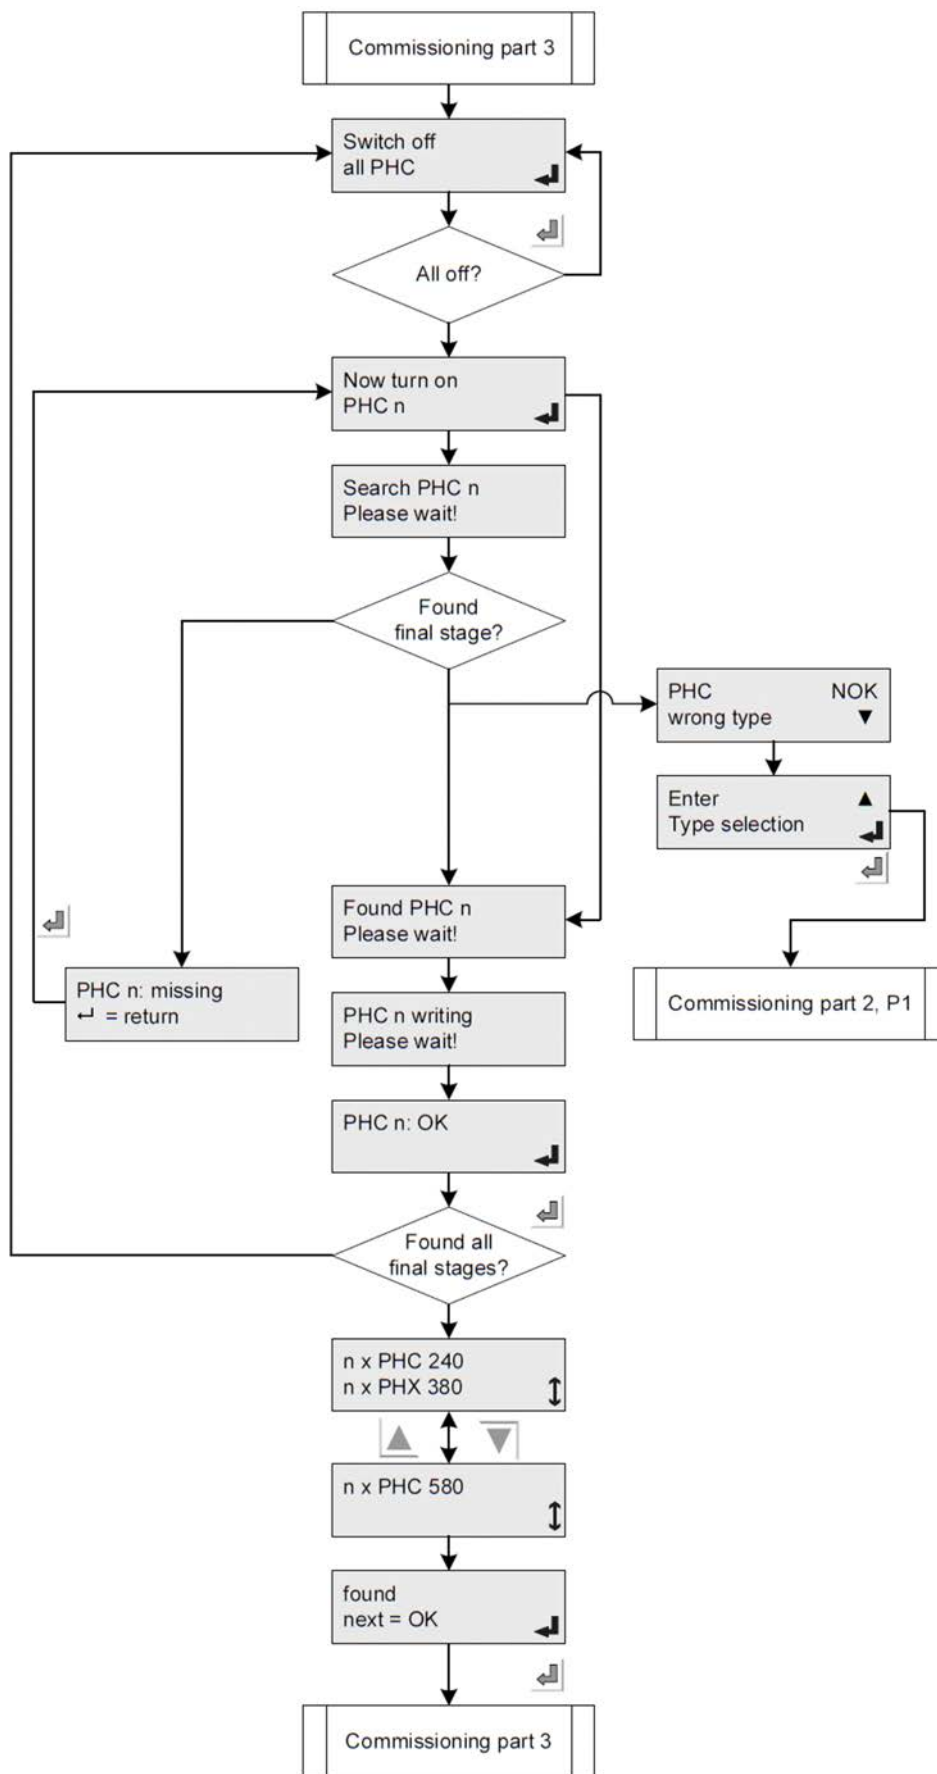 Commissioning part 3
Switch off
all PHC
All off?
Now turn on
PHC n
Search PHC n
Please wait!
Found
final stage?
PHC NOK
wrong type ▼
Enter ▲
Type selection
Found PHC n
Please wait!
PHC n: missing
↵ = return
Commissioning part 2, P1
PHC n writing
Please wait!
PHC n: OK
Found all
final stages?
n x PHC 240
n x PHX 380
n x PHC 580
found
next = OK
Commissioning part 3